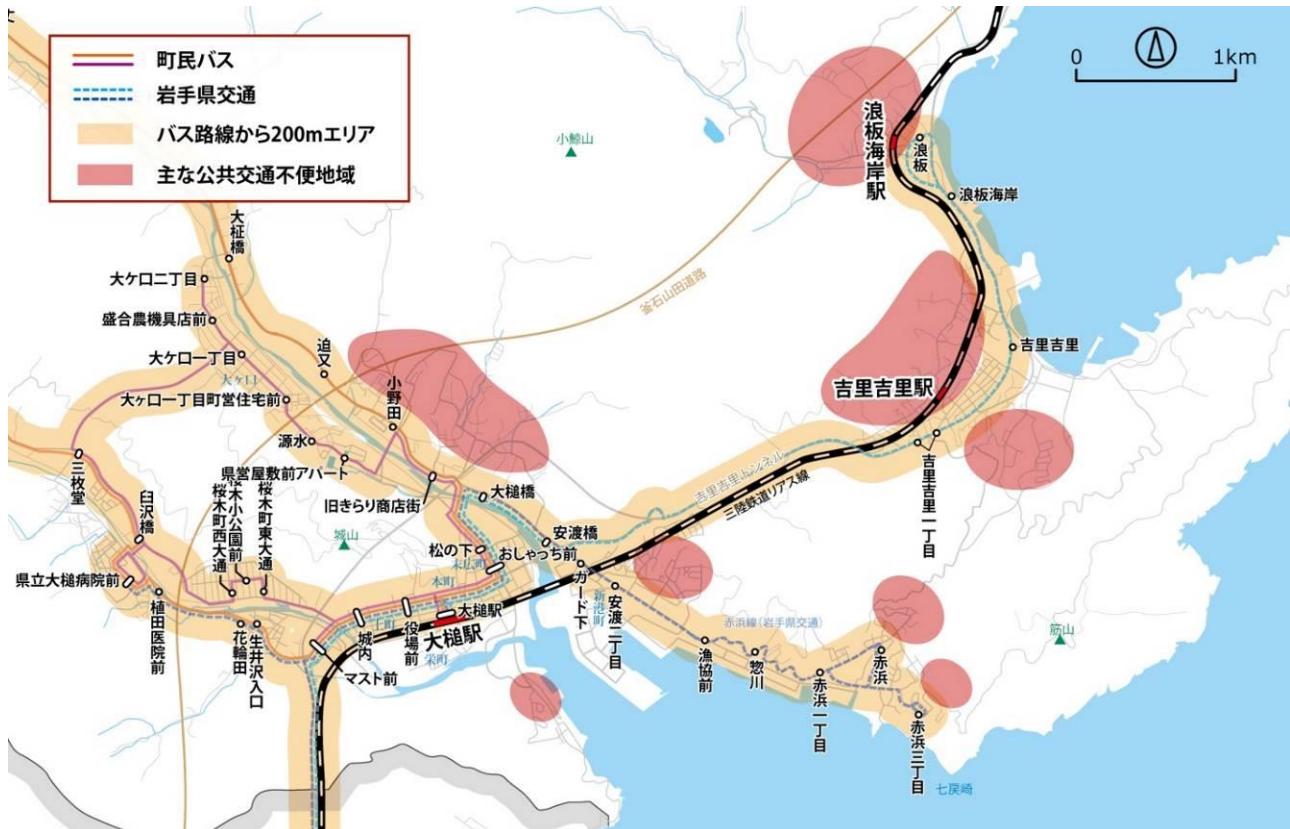 町民バス
岩手県交通
バス路線から200mエリア
主な公共交通不便地域
0 1km
小鯨山
浪板海岸駅
浪板
浪板海岸
大柾橋
大ケ口二丁目
盛合農機具店前
大ケ口一丁目
大ケ口
大ヶ口一丁目町営住宅前
迫又
小野田
源水
県営屋敷前アパート
釜石山田道路
吉里吉里
吉里吉里駅
吉里吉里一丁目
吉里吉里トンネル
三陸鉄道リアス線
三枚堂
臼沢橋
桜木町西大通
桜木小公園前
桜木町東大通
旧きらり商店街
大槌橋
城山
安渡橋
松の下
末広町
おしゃっち前
本町
県立大槌病院前
植田医院前
花輪田
生井沢入口
マスト前
城内
上町
役場前
栄町
大槌駅
大槌駅
ガード下
新港町
安渡二丁目
赤浜線(岩手県交通)
漁協前
惣川
赤浜一丁目
赤浜
赤浜三丁目
筋山
七戻崎